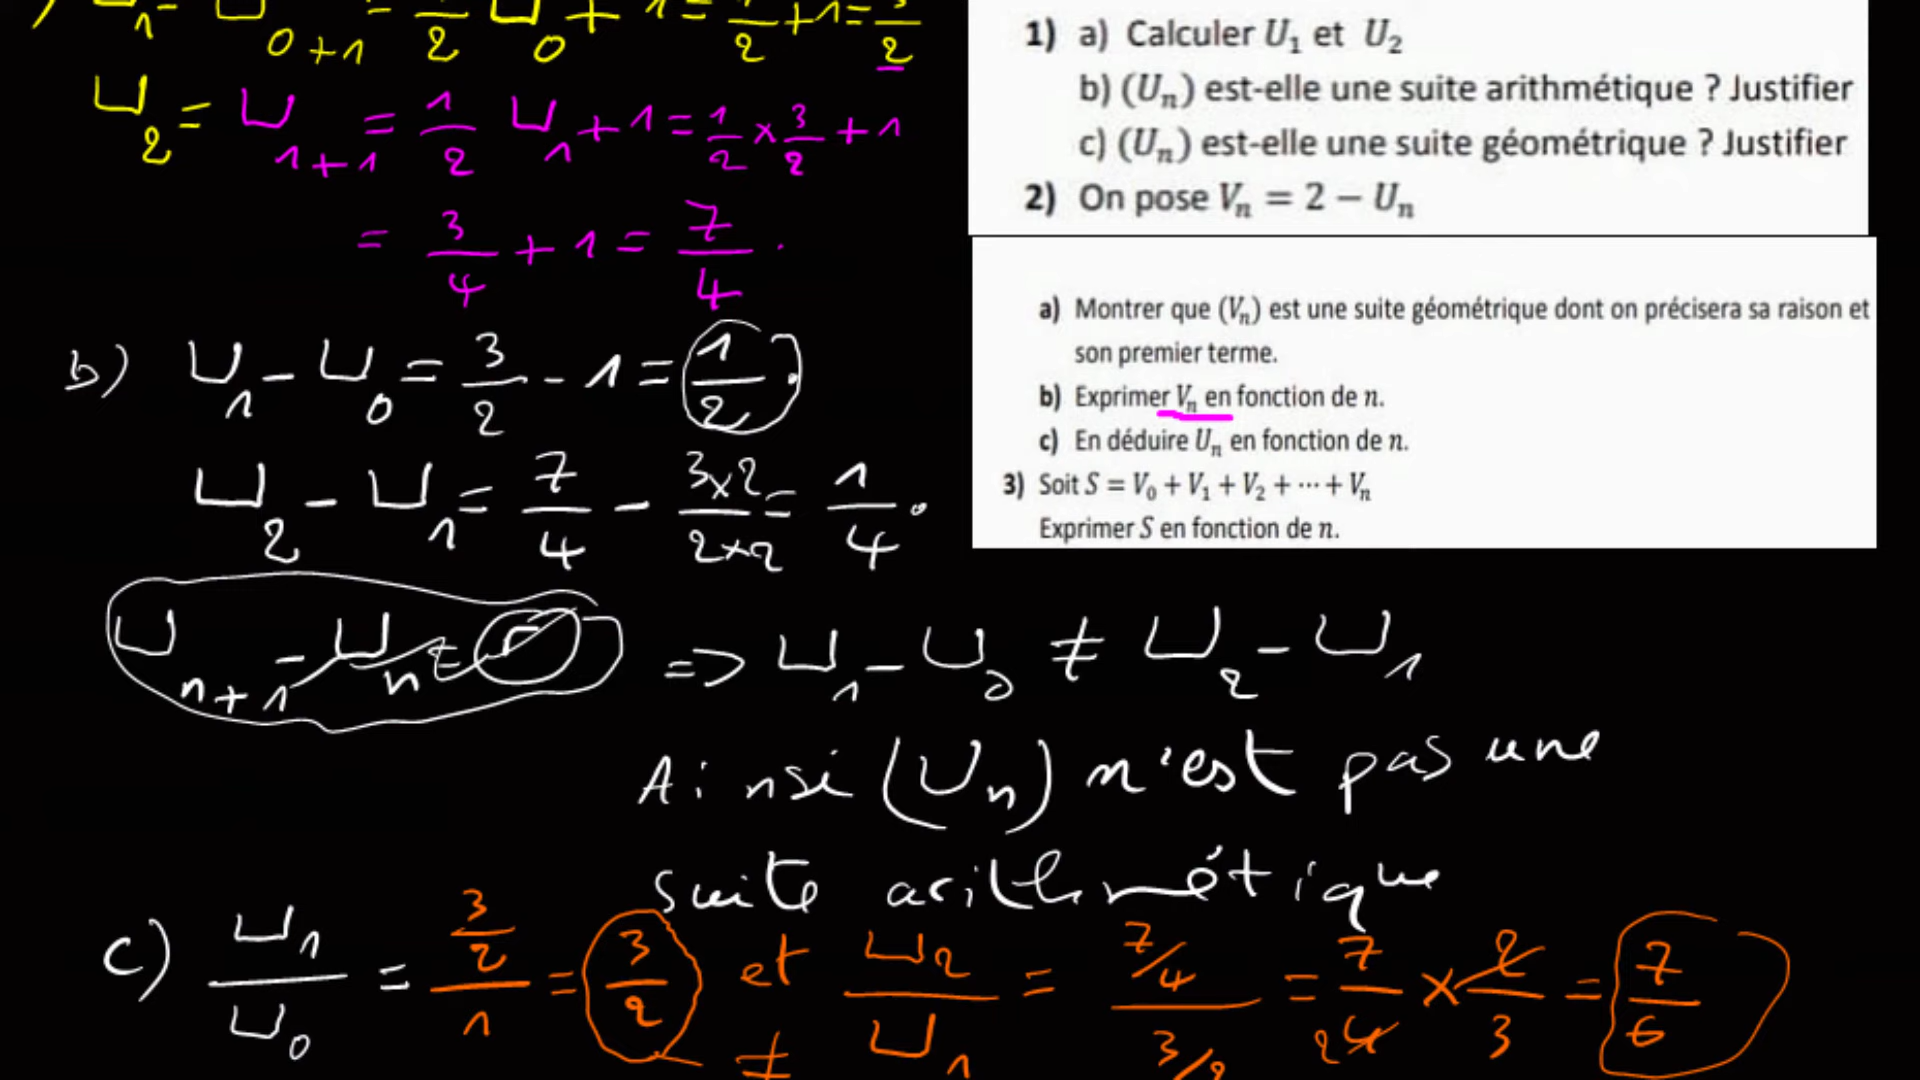 U₁ = U₀₊₁ = 1/2 U₀ + 1 = 1/2 + 1 = 3/2
U₂ = U₁₊₁ = 1/2 U₁ + 1 = 1/2 × 3/2 + 1
= 3/4 + 1 = 7/4 .
b) U₁ - U₀ = 3/2 - 1 = 1/2 .
U₂ - U₁ = 7/4 - 3×2/2×2 = 1/4 .
Uₙ₊₁ - Uₙ = r => U₁ - U₀ ≠ U₂ - U₁
Ainsi (Uₙ) n'est pas une
suite arithmétique
c) U₁/U₀ = 3/2/1 = 3/2 et U₂/U₁ = 7/4/3/2 = 7/4 × 2/3 = 7/6
≠
1) a) Calculer U₁ et U₂
b) (Uₙ) est-elle une suite arithmétique ? Justifier
c) (Uₙ) est-elle une suite géométrique ? Justifier
2) On pose Vₙ = 2 − Uₙ
a) Montrer que (Vₙ) est une suite géométrique dont on précisera sa raison et
son premier terme.
b) Exprimer Vₙ en fonction de n.
c) En déduire Uₙ en fonction de n.
3) Soit S = V₀ + V₁ + V₂ + ⋯ + Vₙ
Exprimer S en fonction de n.